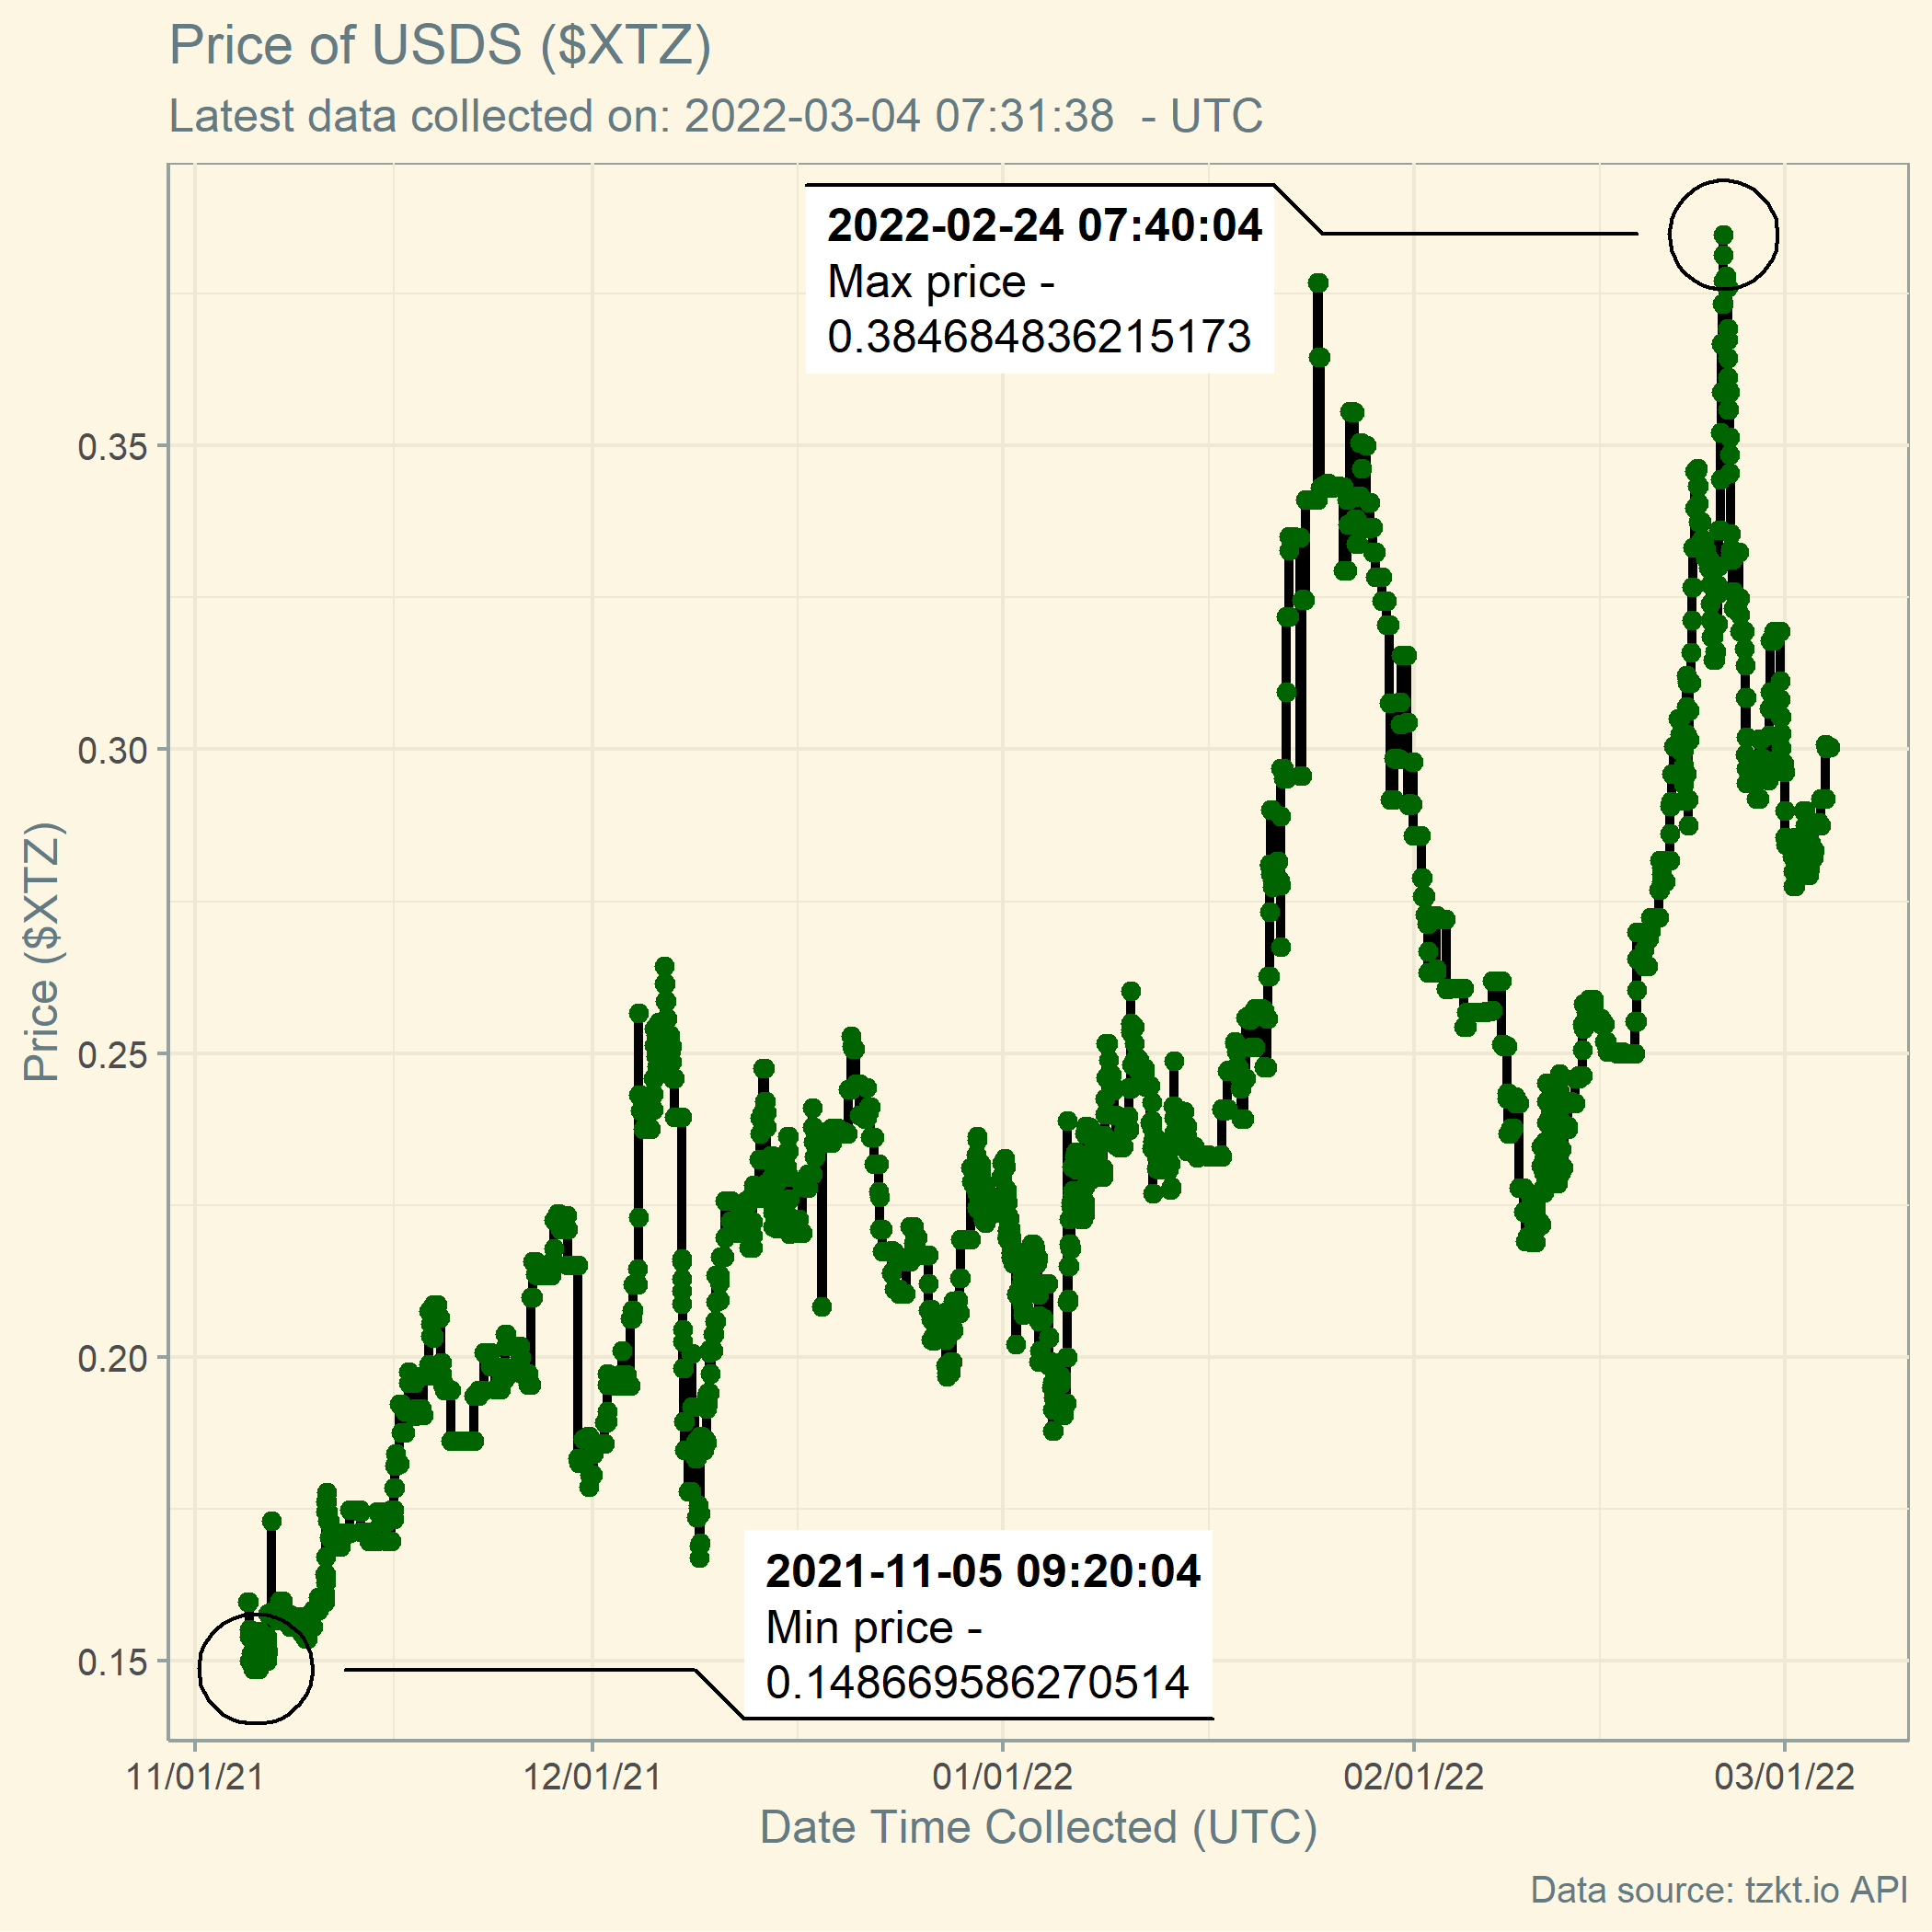 Price of USDS ($XTZ)
Latest data collected on: 2022-03-04 07:31:38  - UTC
2022-02-24 07:40:04
Max price -
0.384684836215173
0.35
0.30
0.25
0.20
0.15
Price ($XTZ)
2021-11-05 09:20:04
Min price -
0.148669586270514
11/01/21
12/01/21
01/01/22
02/01/22
03/01/22
Date Time Collected (UTC)
Data source: tzkt.io API